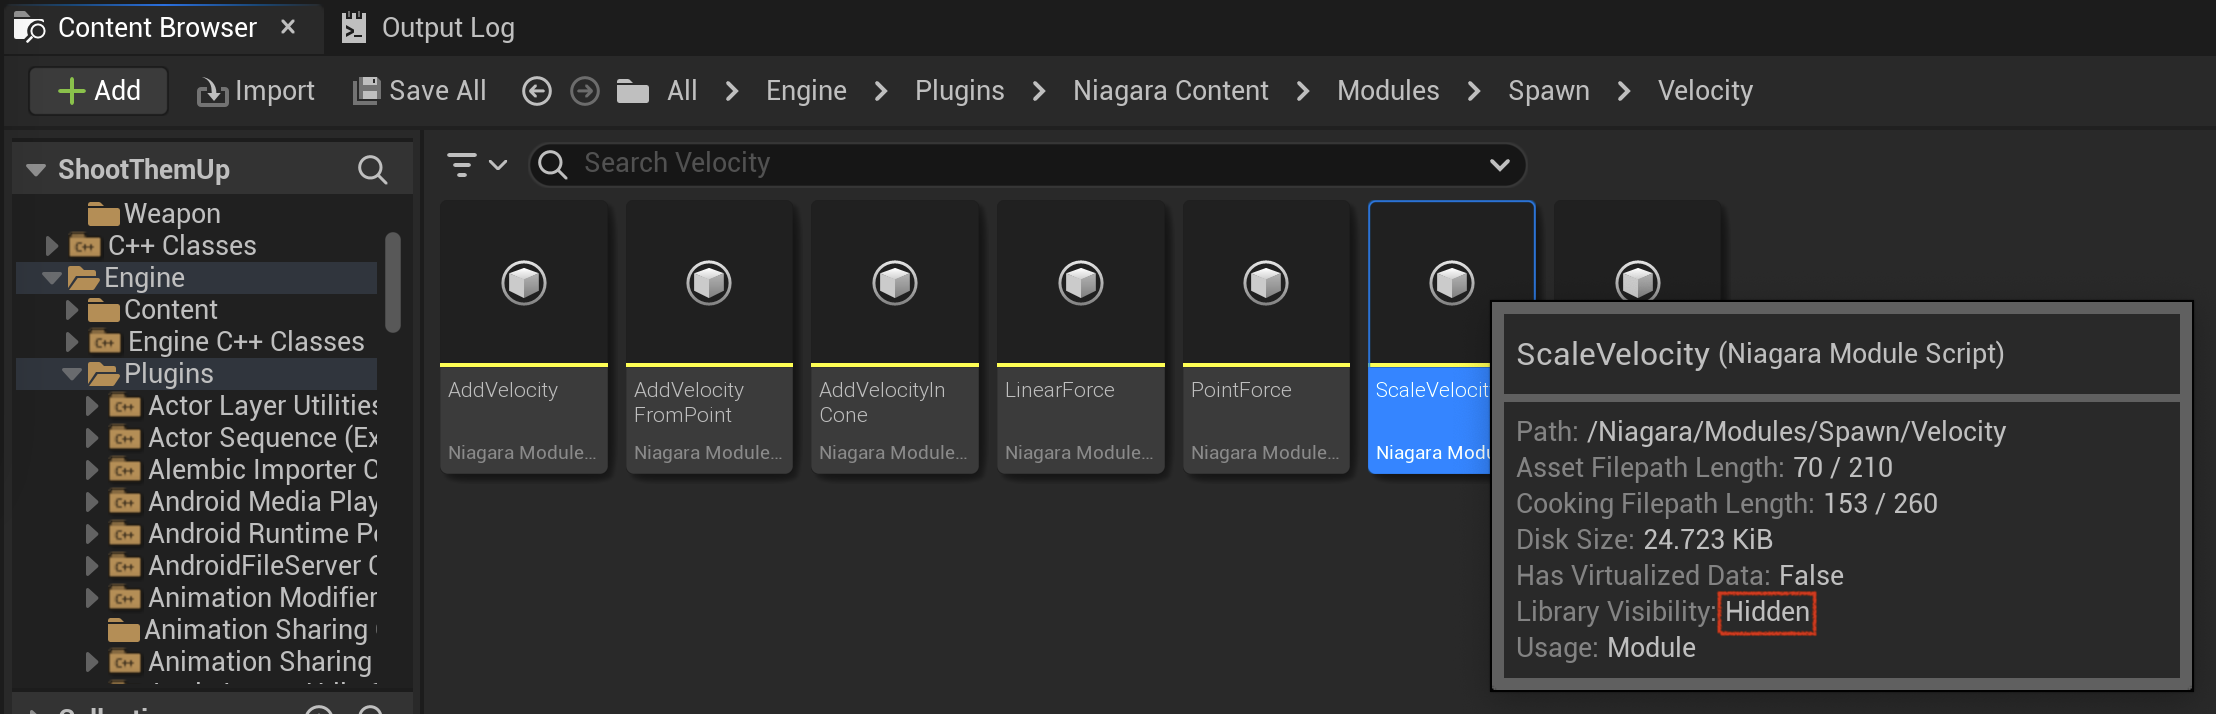 Content Browser
Output Log
Add
Import
Save All
All > Engine > Plugins > Niagara Content > Modules > Spawn > Velocity
ShootThemUp
Weapon
C++ Classes
Engine
Content
Engine C++ Classes
Plugins
Actor Layer Utilities
Actor Sequence (Ex
Alembic Importer C
Android Media Play
Android Runtime Pe
AndroidFileServer C
Animation Modifier
Animation Sharing
Animation Sharing
Search Velocity
AddVelocity
Niagara Module...
AddVelocity
FromPoint
Niagara Module...
AddVelocityIn
Cone
Niagara Module...
LinearForce
Niagara Module...
PointForce
Niagara Module...
ScaleVelocit
Niagara Modu
ScaleVelocity (Niagara Module Script)
Path: /Niagara/Modules/Spawn/Velocity
Asset Filepath Length: 70 / 210
Cooking Filepath Length: 153 / 260
Disk Size: 24.723 KiB
Has Virtualized Data: False
Library Visibility: Hidden
Usage: Module